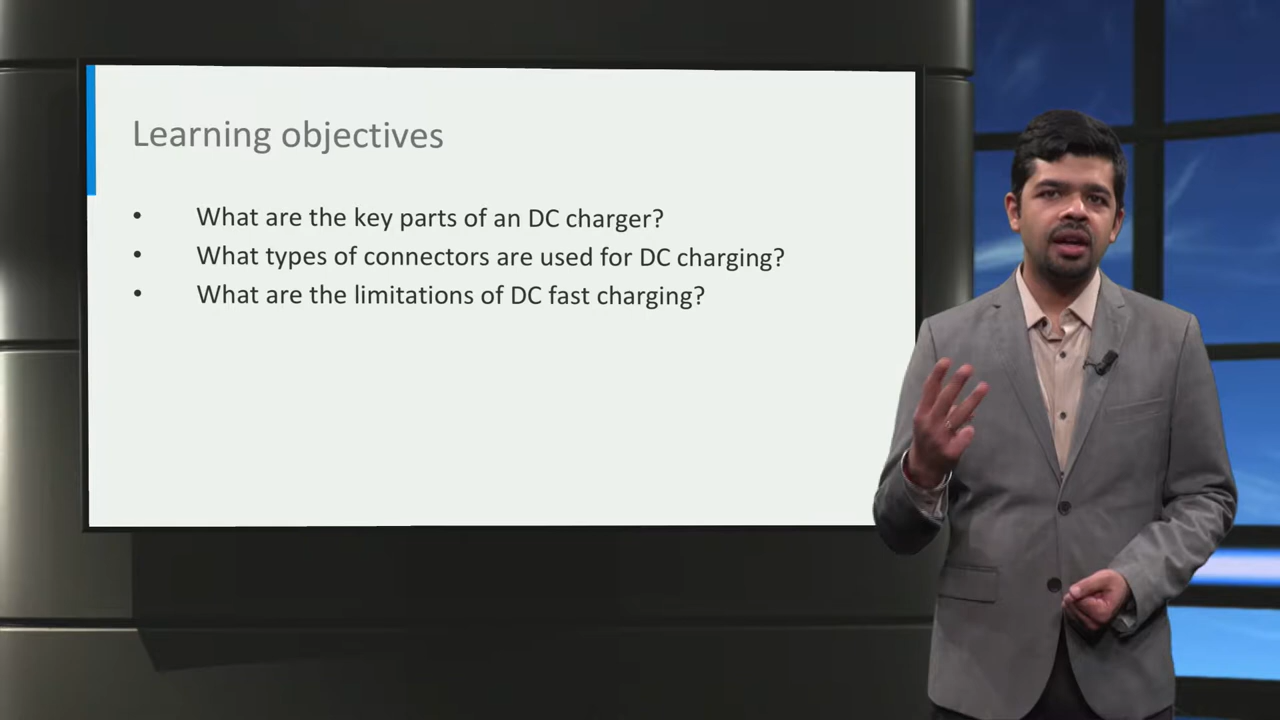 Learning objectives
• What are the key parts of an DC charger?
• What types of connectors are used for DC charging?
• What are the limitations of DC fast charging?